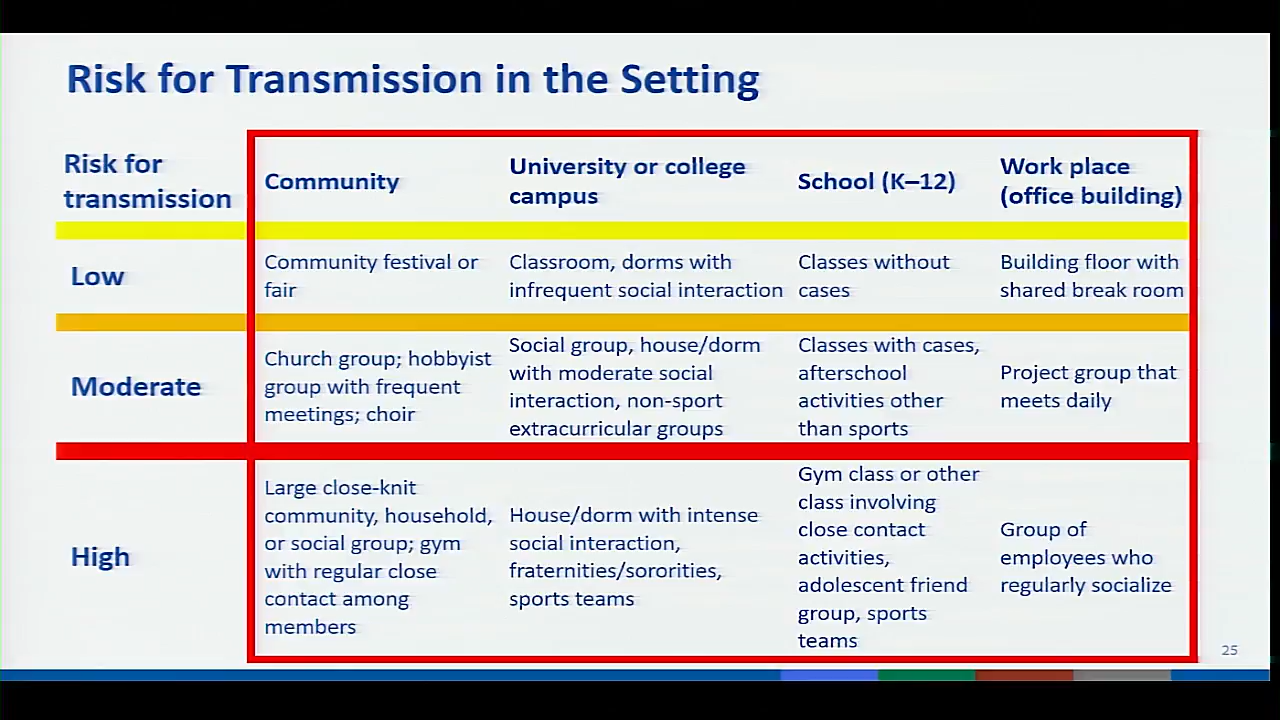 Risk for Transmission in the Setting
Risk for
transmission
Community
University or college
campus
School (K–12)
Work place
(office building)
Low
Community festival or
fair
Classroom, dorms with
infrequent social interaction
Classes without
cases
Building floor with
shared break room
Moderate
Church group; hobbyist
group with frequent
meetings; choir
Social group, house/dorm
with moderate social
interaction, non-sport
extracurricular groups
Classes with cases,
afterschool
activities other
than sports
Project group that
meets daily
High
Large close-knit
community, household,
or social group; gym
with regular close
contact among
members
House/dorm with intense
social interaction,
fraternities/sororities,
sports teams
Gym class or other
class involving
close contact
activities,
adolescent friend
group, sports
teams
Group of
employees who
regularly socialize
25